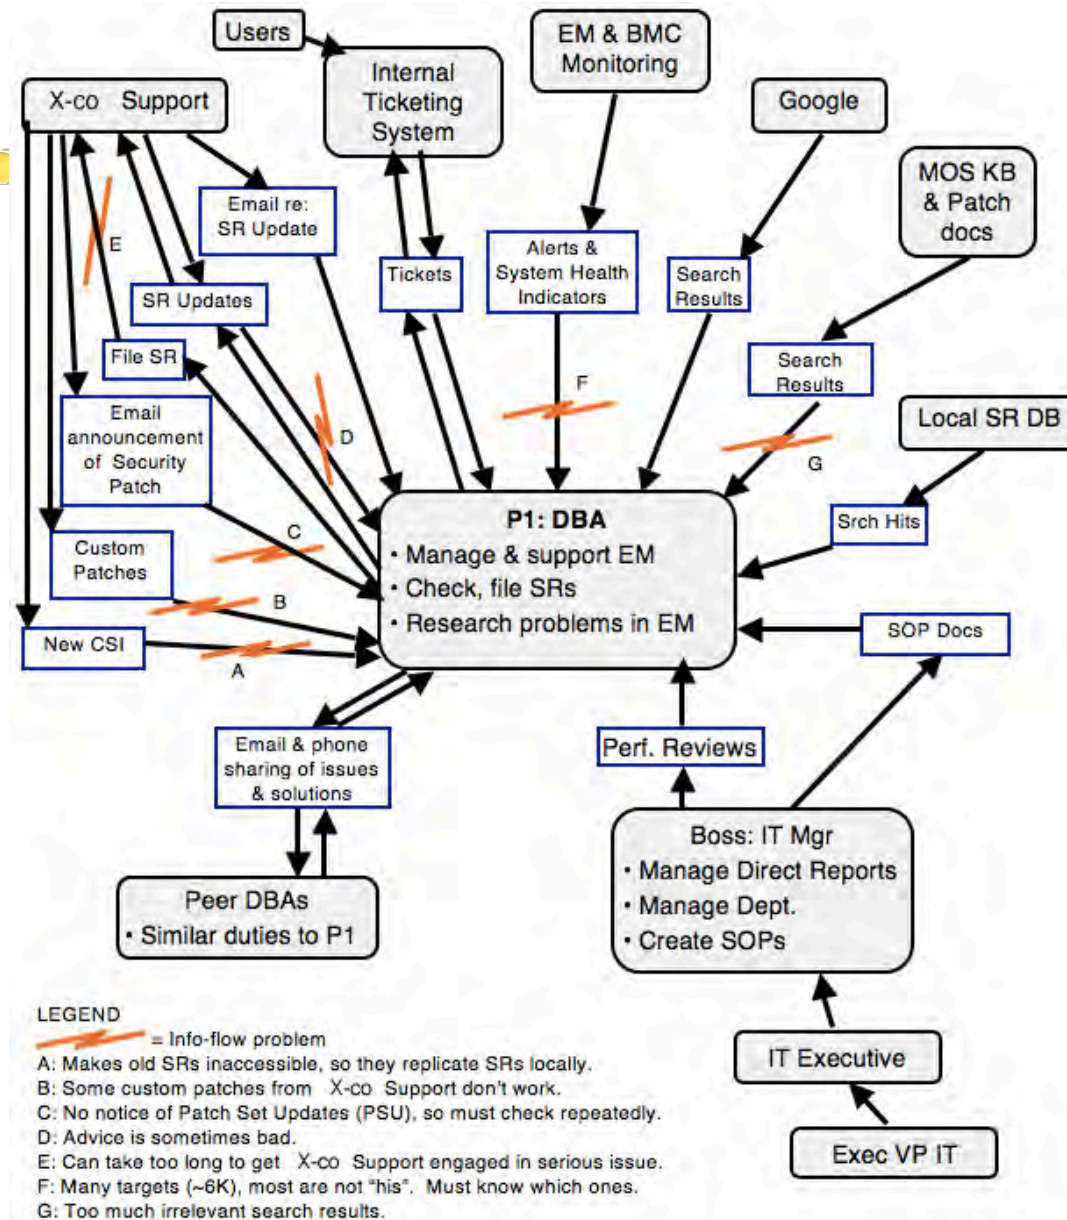 Users
EM & BMC
Monitoring
Internal
Ticketing
System
X-co Support
Google
MOS KB
& Patch
docs
Email re:
SR Update
E
Alerts &
System Health
Indicators
Tickets
Search
Results
SR Updates
File SR
Search
Results
F
Email
announcement
of Security
Patch
D
G
Local SR DB
P1: DBA
• Manage & support EM
• Check, file SRs
• Research problems in EM
Srch Hits
C
Custom
Patches
B
New CSI
A
SOP Docs
Email & phone
sharing of issues
& solutions
Perf. Reviews
Boss: IT Mgr
• Manage Direct Reports
• Manage Dept.
• Create SOPs
Peer DBAs
• Similar duties to P1
IT Executive
Exec VP IT
LEGEND
= Info-flow problem
A: Makes old SRs inaccessible, so they replicate SRs locally.
B: Some custom patches from X-co Support don't work.
C: No notice of Patch Set Updates (PSU), so must check repeatedly.
D: Advice is sometimes bad.
E: Can take too long to get X-co Support engaged in serious issue.
F: Many targets (~6K), most are not "his". Must know which ones.
G: Too much irrelevant search results.